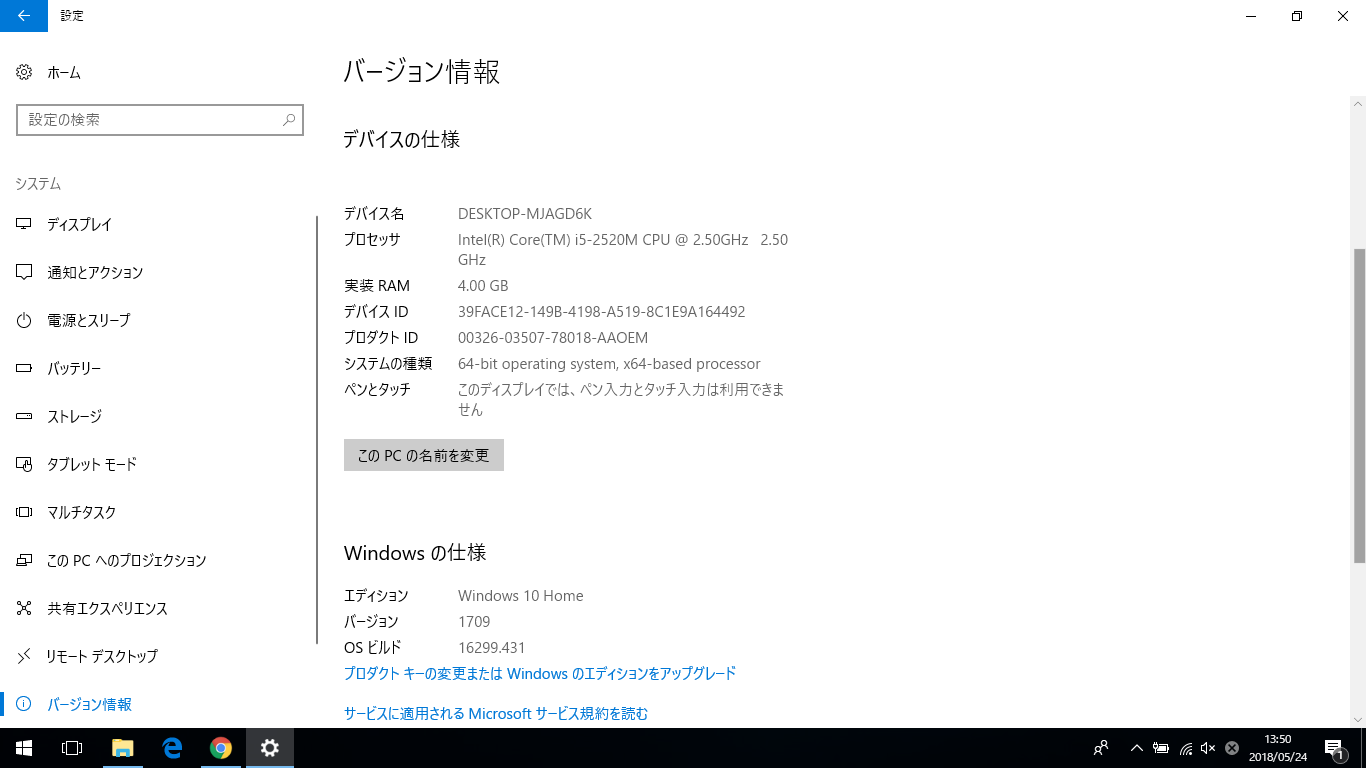 設定
ホーム
設定の検索
システム
ディスプレイ
通知とアクション
電源とスリープ
バッテリー
ストレージ
タブレット モード
マルチタスク
この PC へのプロジェクション
共有エクスペリエンス
リモート デスクトップ
バージョン情報
バージョン情報
デバイスの仕様
デバイス名 DESKTOP-MJAGD6K
プロセッサ Intel(R) Core(TM) i5-2520M CPU @ 2.50GHz 2.50
GHz
実装 RAM 4.00 GB
デバイス ID 39FACE12-149B-4198-A519-8C1E9A164492
プロダクト ID 00326-03507-78018-AAOEM
システムの種類 64-bit operating system, x64-based processor
ペンとタッチ このディスプレイでは、ペン入力とタッチ入力は利用できま
せん
この PC の名前を変更
Windows の仕様
エディション Windows 10 Home
バージョン 1709
OS ビルド 16299.431
プロダクト キーの変更または Windows のエディションをアップグレード
サービスに適用される Microsoft サービス規約を読む
13:50
2018/05/24
1